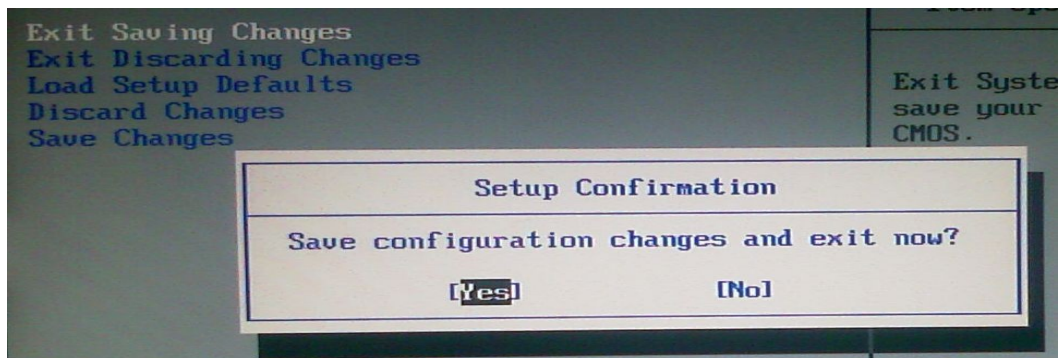 Exit Saving Changes
Exit Discarding Changes
Load Setup Defaults
Discard Changes
Save Changes
Exit
save your
CMOS.
Setup Confirmation
Save configuration changes and exit now?
[Yes]
[No]